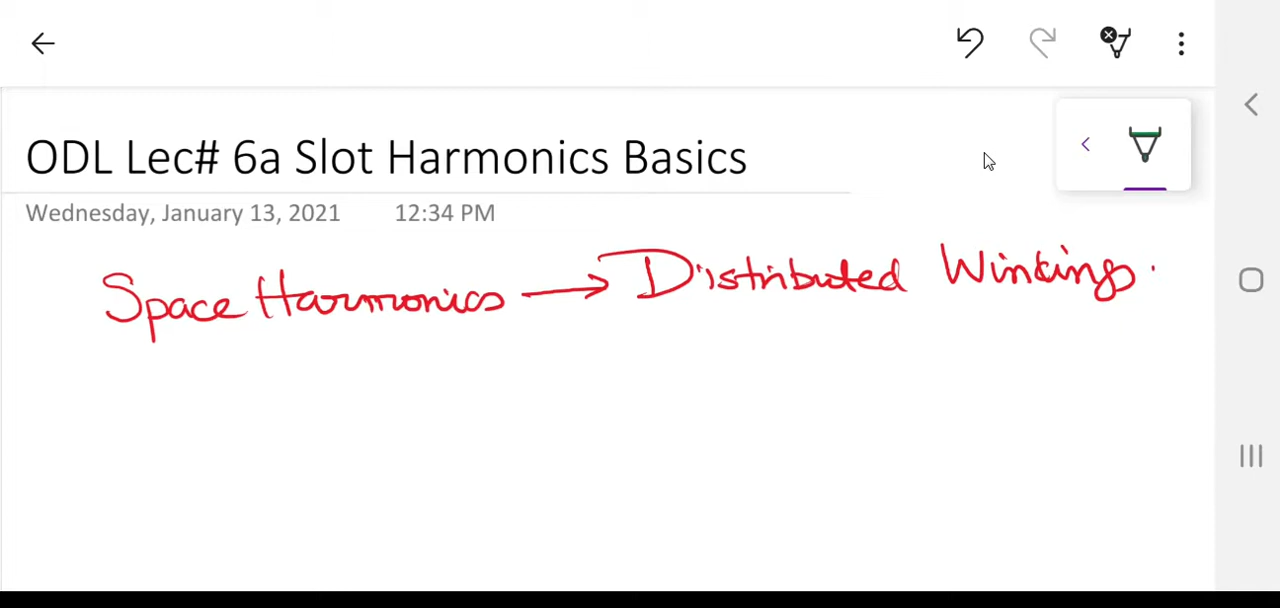 ODL Lec# 6a Slot Harmonics Basics
Wednesday, January 13, 2021 12:34 PM
Space Harmonics → Distributed Windings.